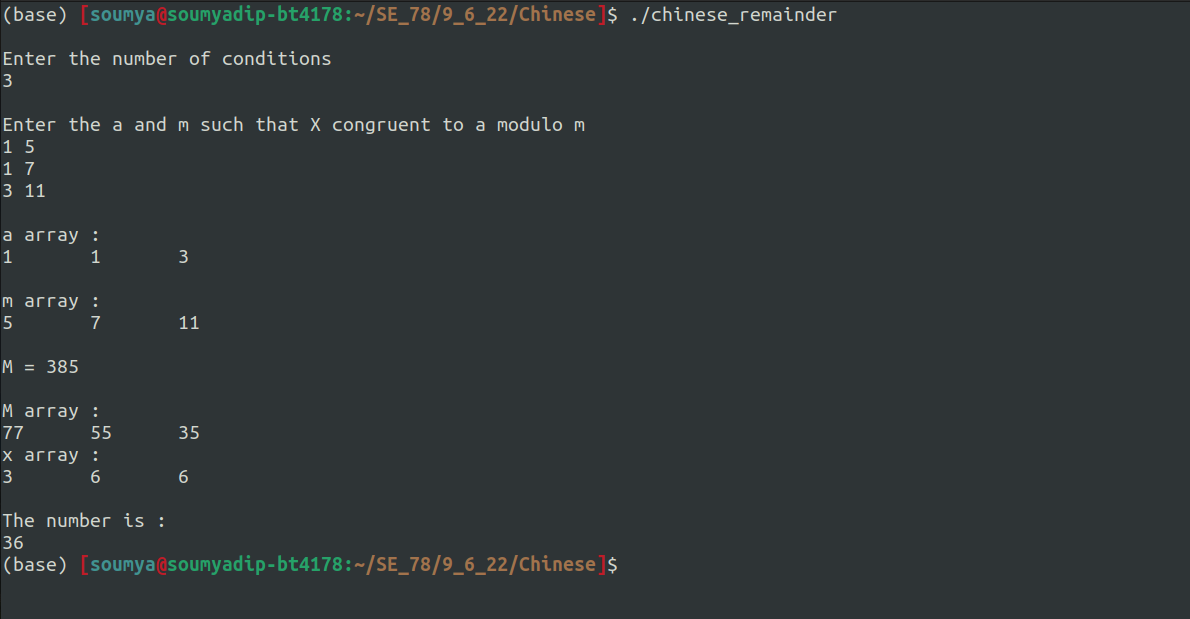 (base) [soumya@soumyadip-bt4178:~/SE_78/9_6_22/Chinese]$ ./chinese_remainder
Enter the number of conditions
3
Enter the a and m such that X congruent to a modulo m
1 5
1 7
3 11
a array :
1 1 3
m array :
5 7 11
M = 385
M array :
77 55 35
x array :
3 6 6
The number is :
36
(base) [soumya@soumyadip-bt4178:~/SE_78/9_6_22/Chinese]$